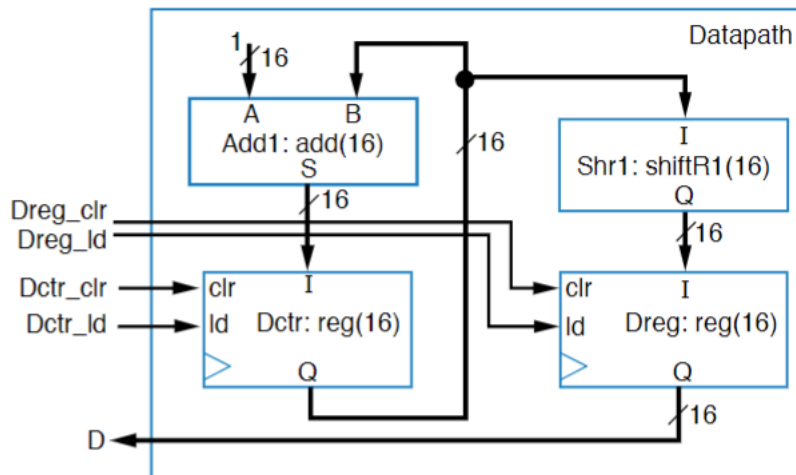 Datapath
1 16
A B
Add1: add(16)
S
16
16
I
Shr1: shiftR1(16)
Q
16
Dreg_clr
Dreg_ld
Dctr_clr
Dctr_ld
clr I
ld Dctr: reg(16)
Q
clr I
ld Dreg: reg(16)
Q
16
D